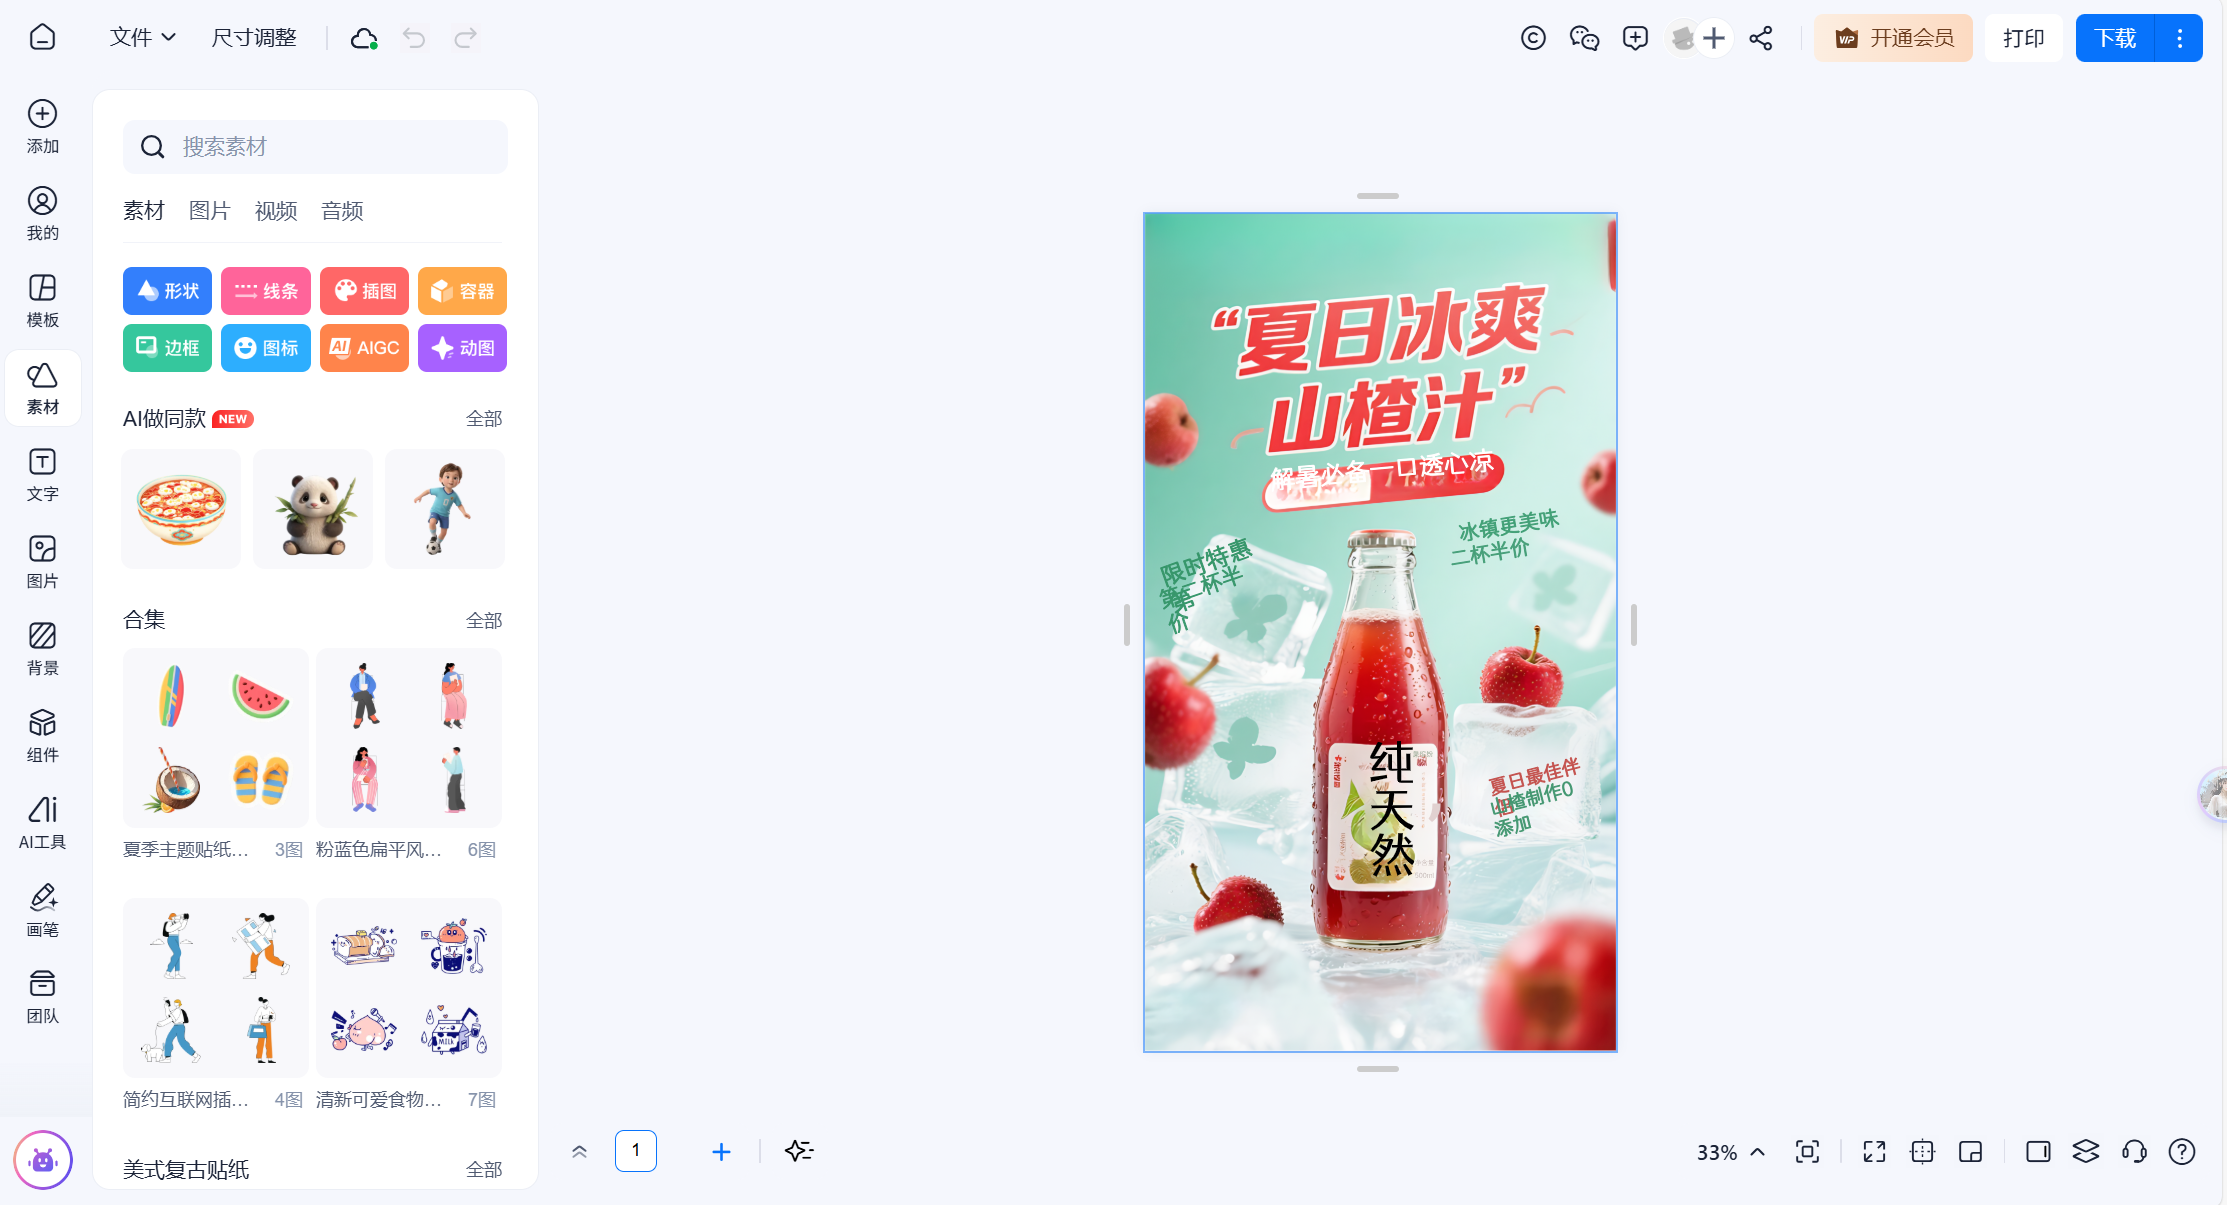 文件
尺寸调整
VIP
开通会员
打印
下载
添加
我的
模板
素材
文字
图片
背景
组件
AI工具
画笔
团队
搜索素材
素材
图片
视频
音频
形状
线条
插图
容器
边框
图标
AI
AIGC
动图
AI做同款
NEW
全部
合集
全部
夏季主题贴纸...
3图
粉蓝色扁平风...
6图
MILK
简约互联网插...
4图
清新可爱食物...
7图
美式复古贴纸
全部
“夏日冰爽
山楂汁”
解暑必备一口透心凉
冰镇更美味
二杯半价
限时特惠
第二杯半
价
纯天然
净含量
500ml
夏日最佳伴
侣
山楂制作0
添加
1
33%